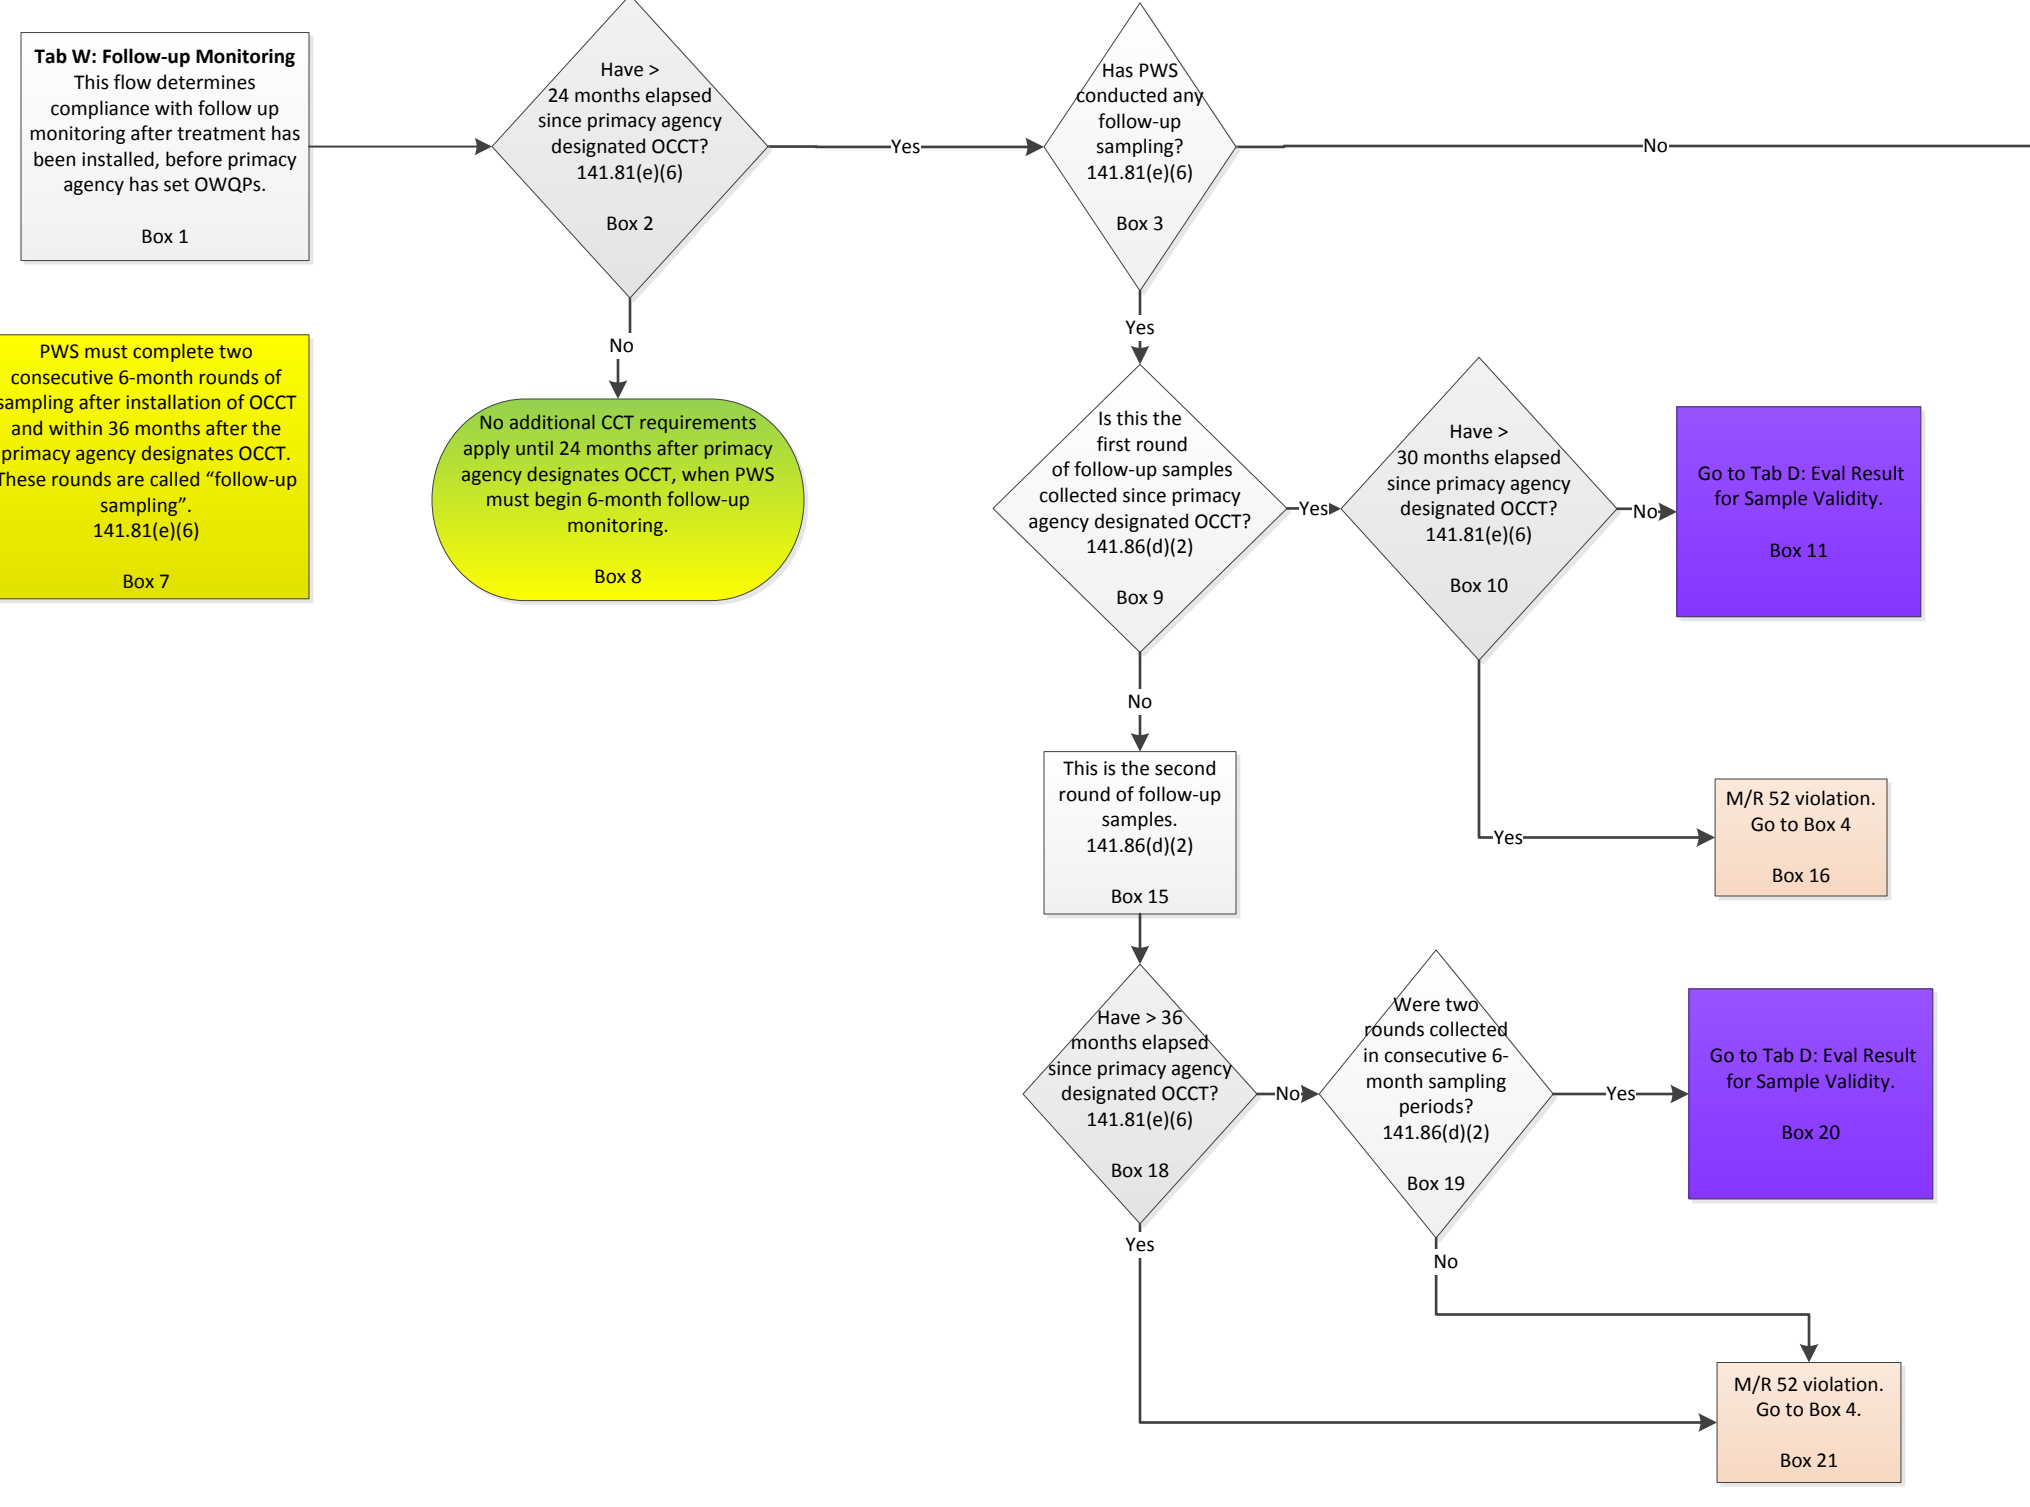 Tab W: Follow-up Monitoring
This flow determines
compliance with follow up
monitoring after treatment has
been installed, before primacy
agency has set OWQPs.
Box 1
Have >
24 months elapsed
since primacy agency
designated OCCT?
141.81(e)(6)
Box 2
Yes
Has PWS
conducted any
follow-up
sampling?
141.81(e)(6)
Box 3
No
No
Yes
PWS must complete two
consecutive 6-month rounds of
sampling after installation of OCCT
and within 36 months after the
primacy agency designates OCCT.
These rounds are called “follow-up
sampling”.
141.81(e)(6)
Box 7
No additional CCT requirements
apply until 24 months after primacy
agency designates OCCT, when PWS
must begin 6-month follow-up
monitoring.
Box 8
Is this the
first round
of follow-up samples
collected since primacy
agency designated OCCT?
141.86(d)(2)
Box 9
Yes
Have >
30 months elapsed
since primacy agency
designated OCCT?
141.81(e)(6)
Box 10
No
Go to Tab D: Eval Result
for Sample Validity.
Box 11
No
This is the second
round of follow-up
samples.
141.86(d)(2)
Box 15
Yes
M/R 52 violation.
Go to Box 4
Box 16
Have > 36
months elapsed
since primacy agency
designated OCCT?
141.81(e)(6)
Box 18
No
Were two
rounds collected
in consecutive 6-
month sampling
periods?
141.86(d)(2)
Box 19
Yes
Go to Tab D: Eval Result
for Sample Validity.
Box 20
Yes
No
M/R 52 violation.
Go to Box 4.
Box 21